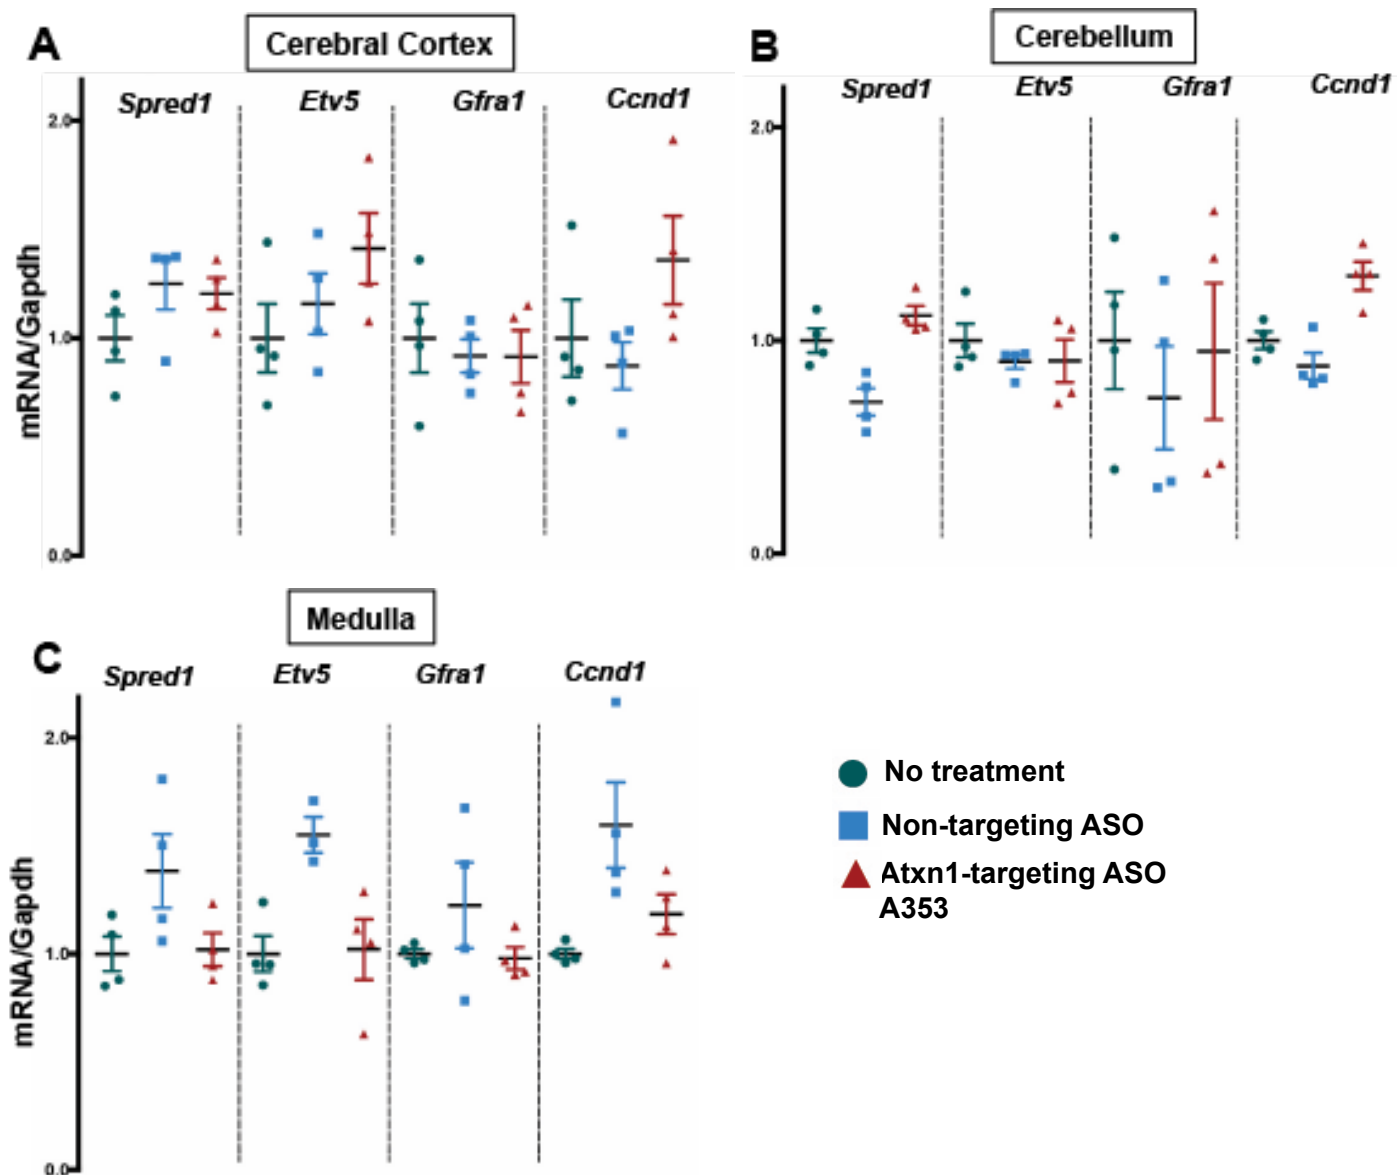 A
Cerebral Cortex
Spred1 Etv5 Gfra1 Ccnd1
2.0
1.0
0.0
mRNA/Gapdh
B
Cerebellum
Spred1 Etv5 Gfra1 Ccnd1
2.0
1.0
0.0
C
Medulla
Spred1 Etv5 Gfra1 Ccnd1
2.0
1.0
0.0
mRNA/Gapdh
No treatment
Non-targeting ASO
Atxn1-targeting ASO
A353